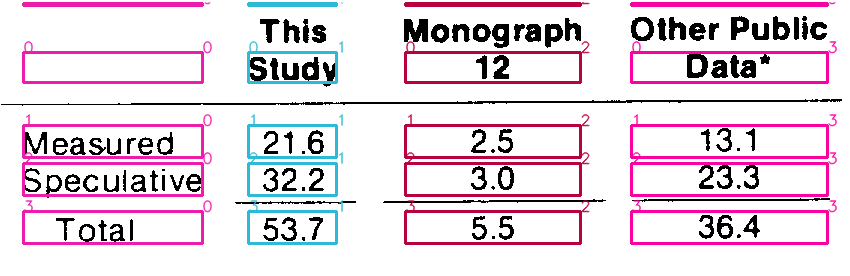 This Monograph Other Public
Study 12 Data*
Measured 21.6 2.5 13.1
Speculative 32.2 3.0 23.3
Total 53.7 5.5 36.4